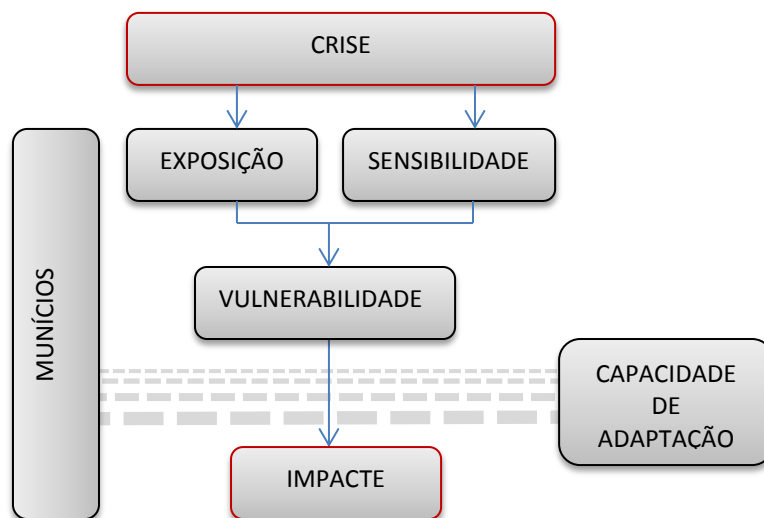 CRISE
EXPOSIÇÃO
SENSIBILIDADE
MUNÍCIOS
VULNERABILIDADE
CAPACIDADE
DE
ADAPTAÇÃO
IMPACTE